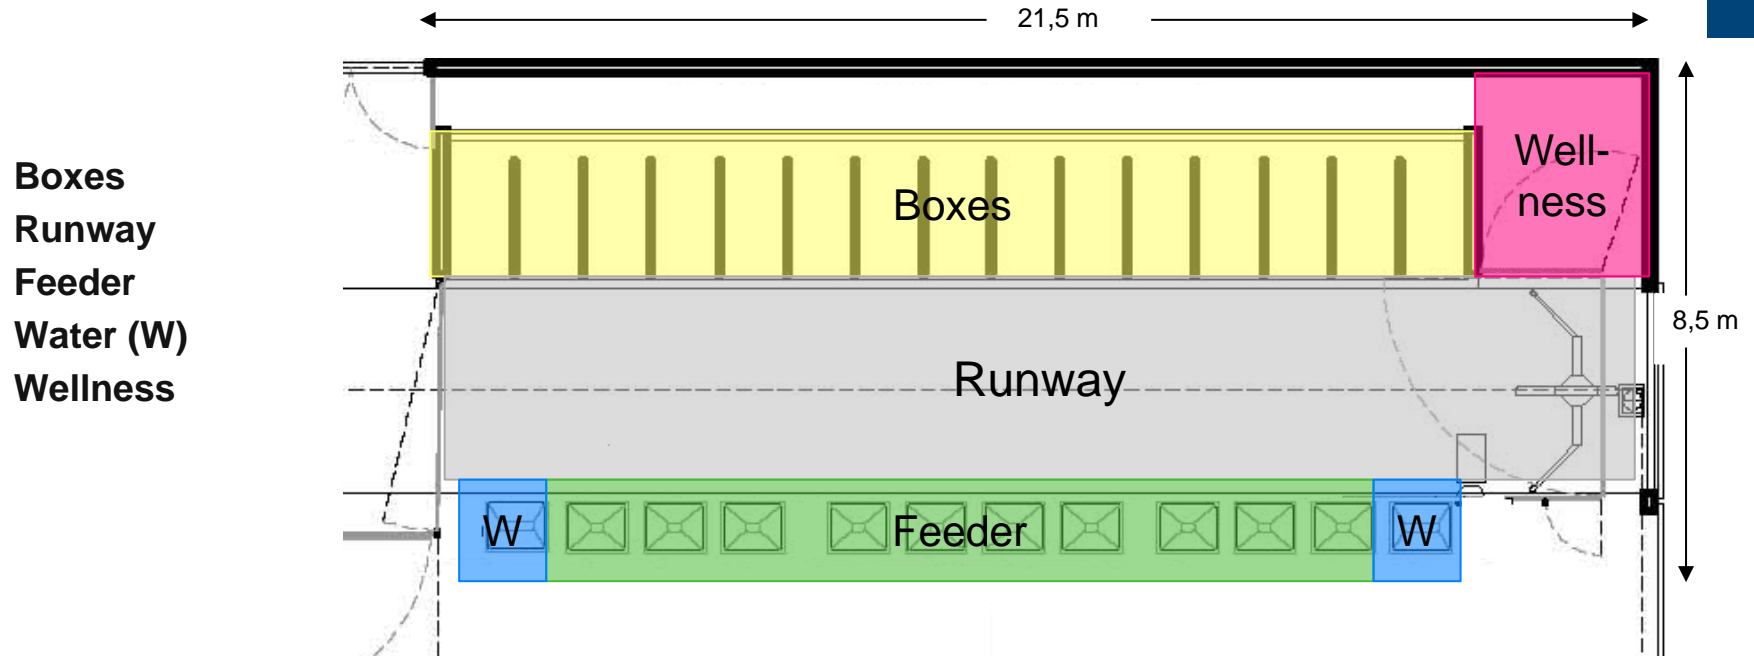 21,5 m
Boxes
Runway
Feeder
Water (W)
Wellness
Boxes
Well-
ness
8,5 m
Runway
W
Feeder
W